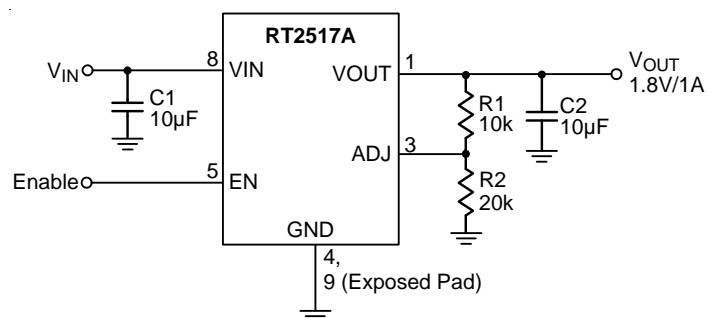 RT2517A
VIN
8
VIN
VOUT
1
VOUT
1.8V/1A
C1
10µF
R1
10k
C2
10µF
ADJ
3
Enable
5
EN
R2
20k
GND
4,
9 (Exposed Pad)